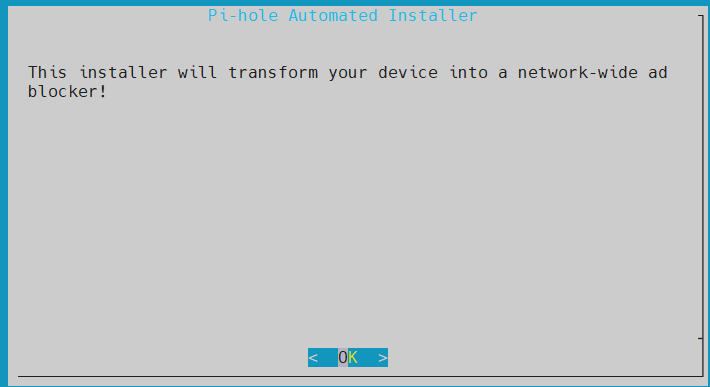 Pi-hole Automated Installer
This installer will transform your device into a network-wide ad
blocker!
< OK >